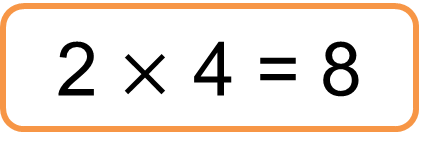 2 × 4 = 8